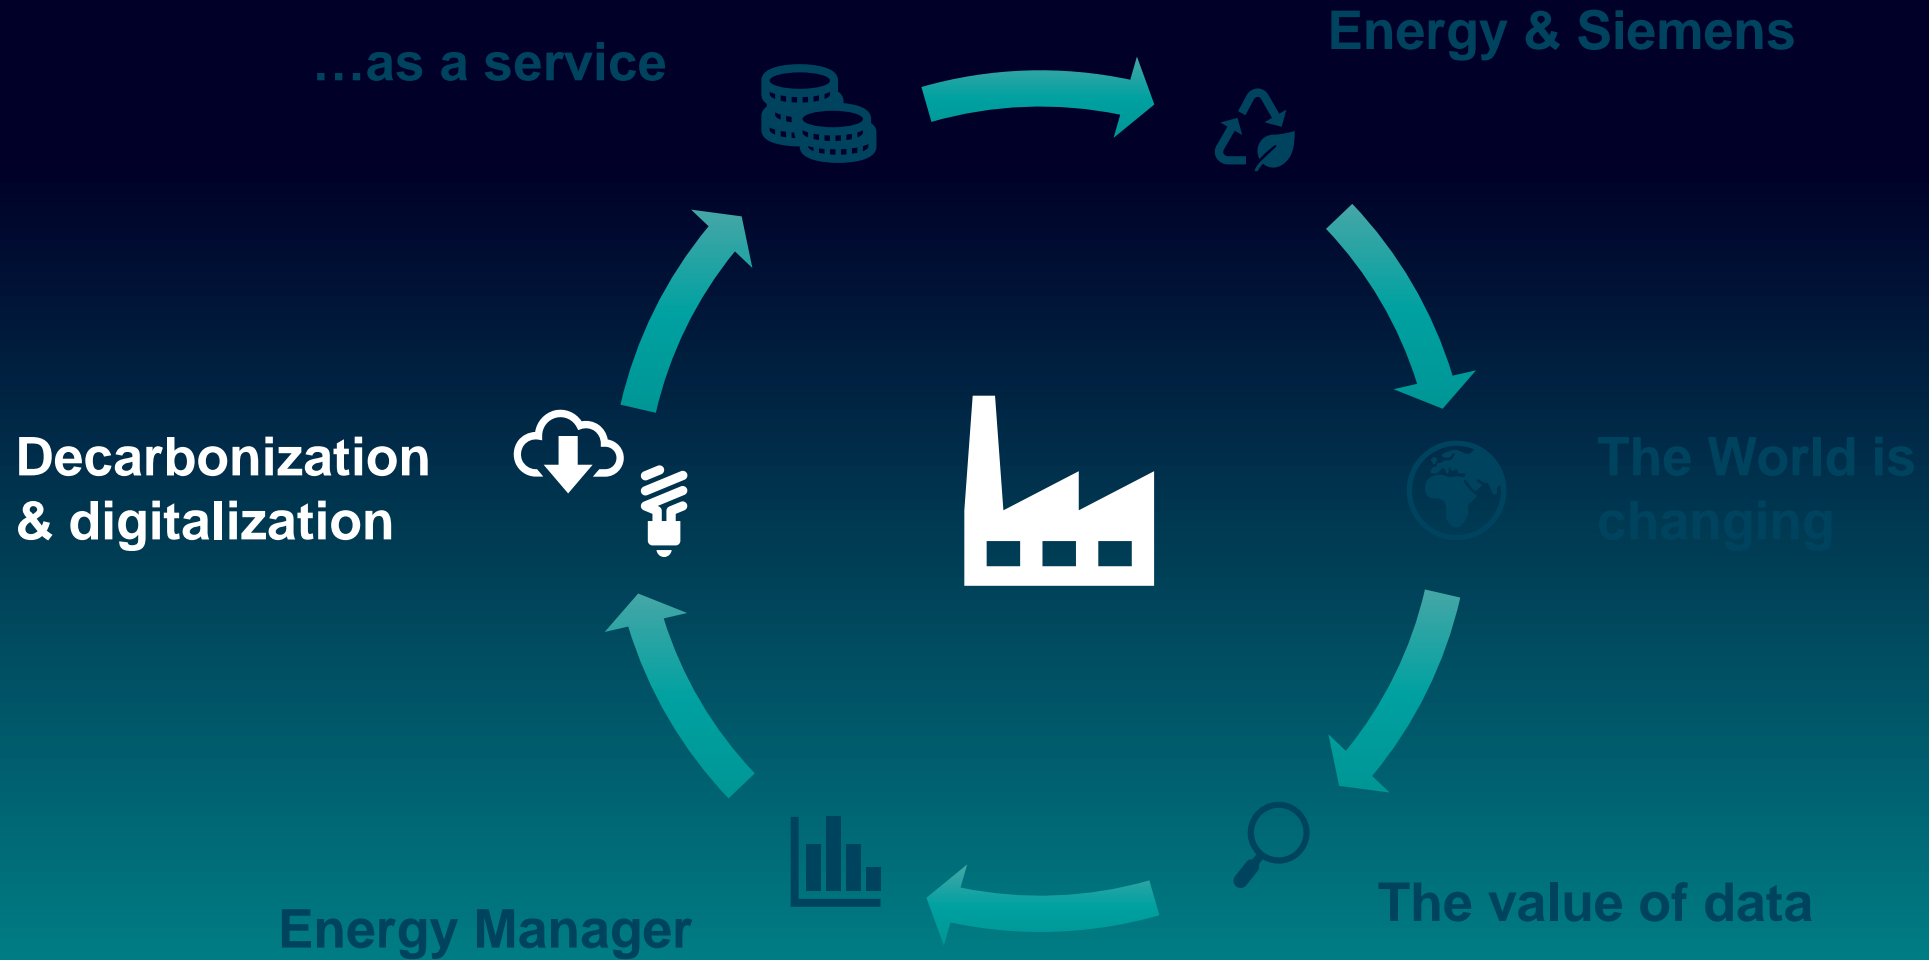 …as a service
Energy & Siemens
Decarbonization
& digitalization
The World is
changing
Energy Manager
The value of data